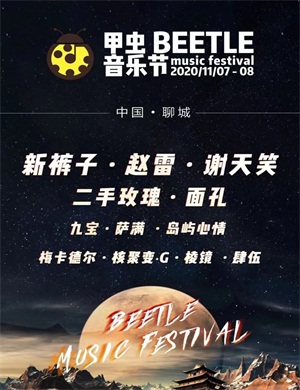 甲虫 BEETLE
音乐节 music festival
2020/11/07 - 08
中国·聊城
新裤子·赵雷·谢天笑
二手玫瑰·面孔
九宝·萨满·岛屿心情
梅卡德尔·核聚变·G·棱镜·肆伍
BEETLE
MUSIC FESTIVAL